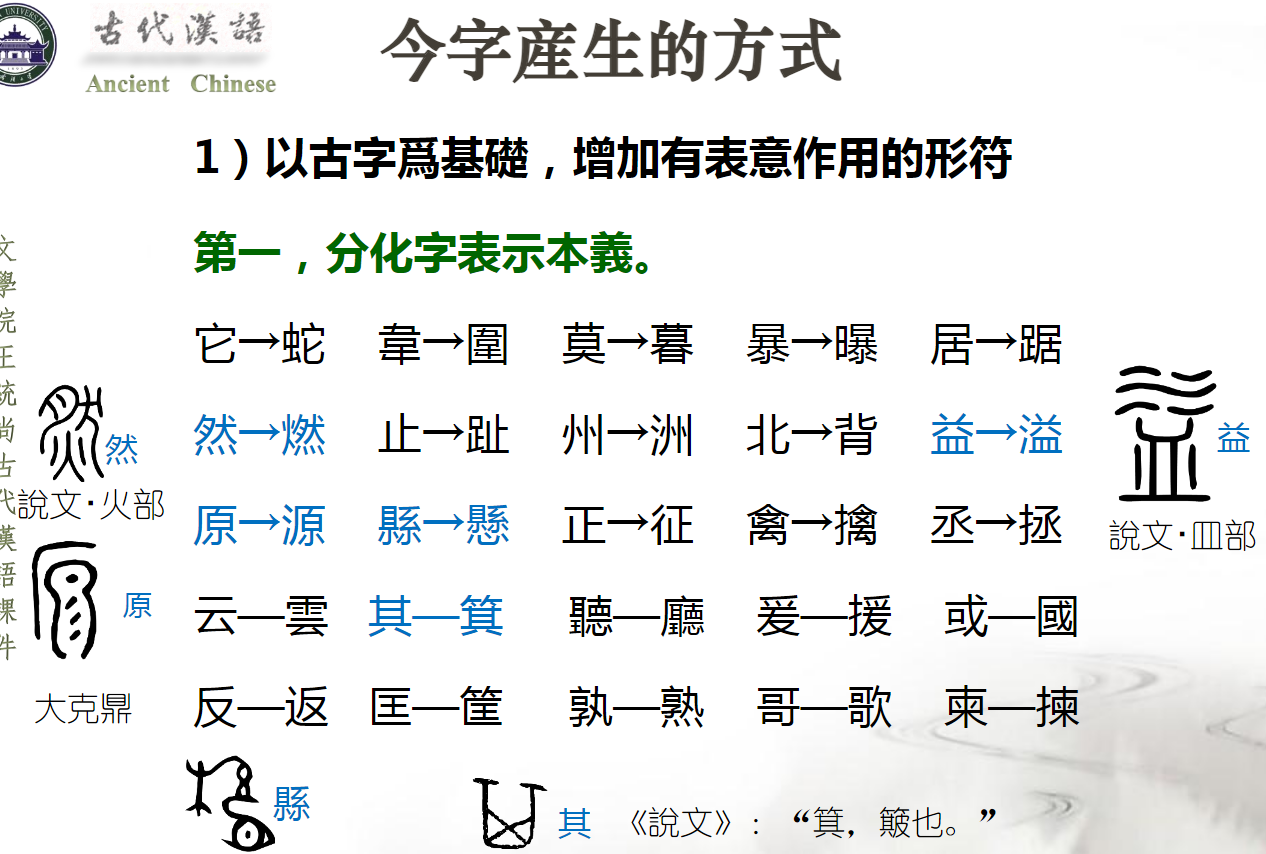 古代漢語
Ancient Chinese
今字産生的方式
1）以古字爲基礎，增加有表意作用的形符
第一，分化字表示本義。
它→蛇 韋→圍 莫→暮 暴→曝 居→踞
然→燃 止→趾 州→洲 北→背 益→溢
原→源 縣→懸 正→征 禽→擒 丞→拯
云—雲 其—箕 聽—廳 爰—援 或—國
反—返 匡—筐 孰—熟 哥—歌 柬—揀
然
說文·火部
原
大克鼎
益
說文·皿部
縣
其
《說文》：“箕，簸也。”
文學院王統尚古代漢語課件